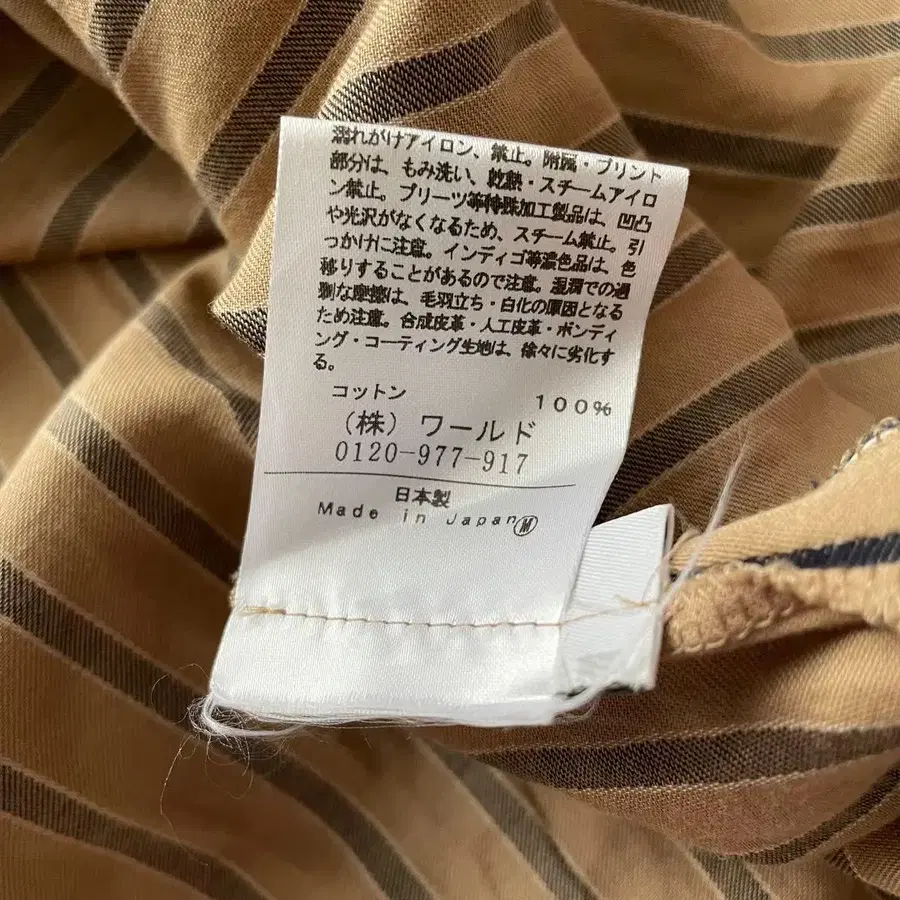 濡れがけアイロン、禁止。附属・プリント
部分は、もみ洗い、乾熱・スチームアイロ
ン禁止。プリーツ等特殊加工製品は、凹凸
や光沢がなくなるため、スチーム禁止。引
っかけに注意。インディゴ等濃色品は、色
移りすることがあるので注意。湿潤での過
剰な摩擦は、毛羽立ち・白化の原因となる
ため注意。合成皮革・人工皮革・ボンディ
ング・コーティング生地は、徐々に劣化す
る。
コットン 100%
(株)ワールド
0120-977-917
日本製
Made in Japan Ⓜ